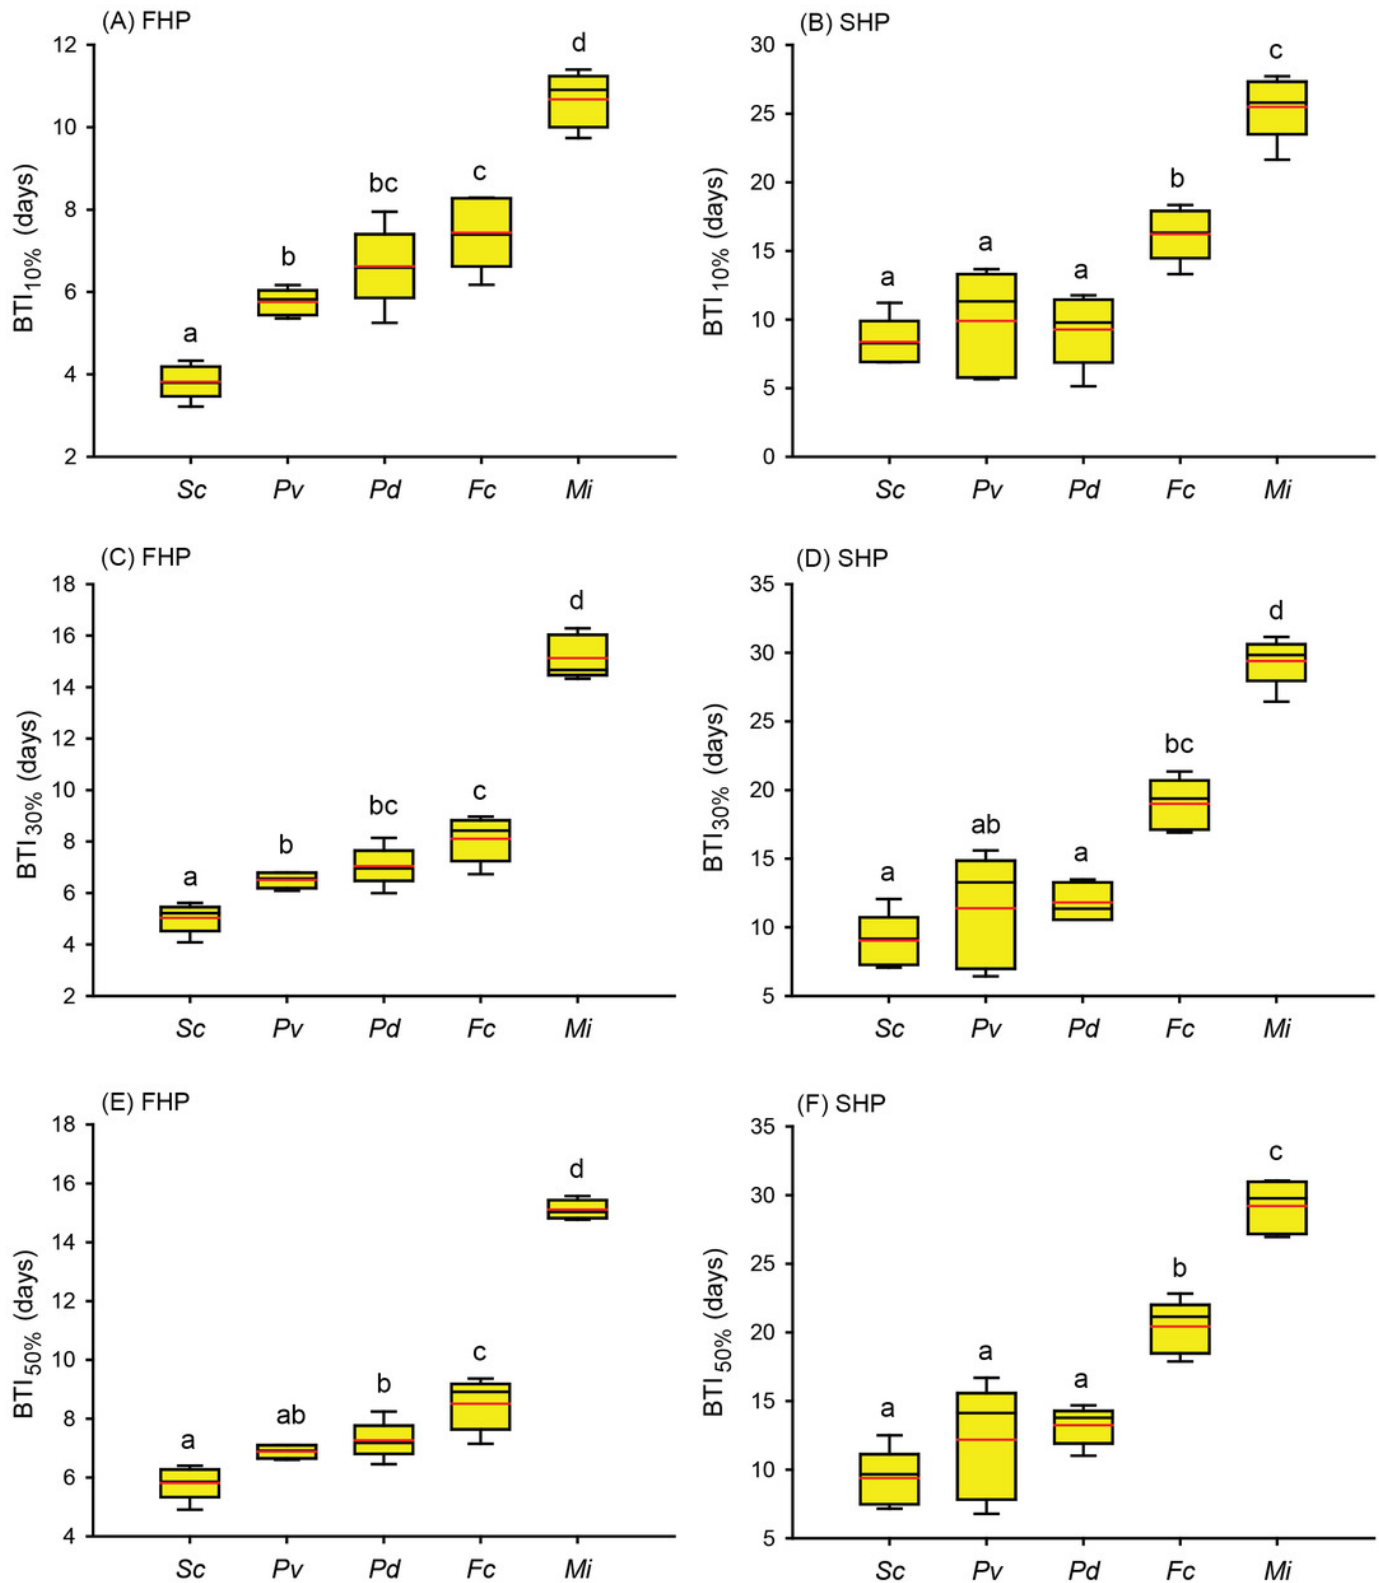 (A) FHP
12
10
8
6
4
2
BTI10% (days)
a
b
bc
c
d
Sc Pv Pd Fc Mi
(B) SHP
30
25
20
15
10
5
0
BTI10% (days)
a
a
a
b
c
Sc Pv Pd Fc Mi
(C) FHP
18
16
14
12
10
8
6
4
2
BTI30% (days)
a
b
bc
c
d
Sc Pv Pd Fc Mi
(D) SHP
35
30
25
20
15
10
5
BTI30% (days)
a
ab
a
bc
d
Sc Pv Pd Fc Mi
(E) FHP
18
16
14
12
10
8
6
4
BTI50% (days)
a
ab
b
c
d
Sc Pv Pd Fc Mi
(F) SHP
35
30
25
20
15
10
5
BTI50% (days)
a
a
a
b
c
Sc Pv Pd Fc Mi